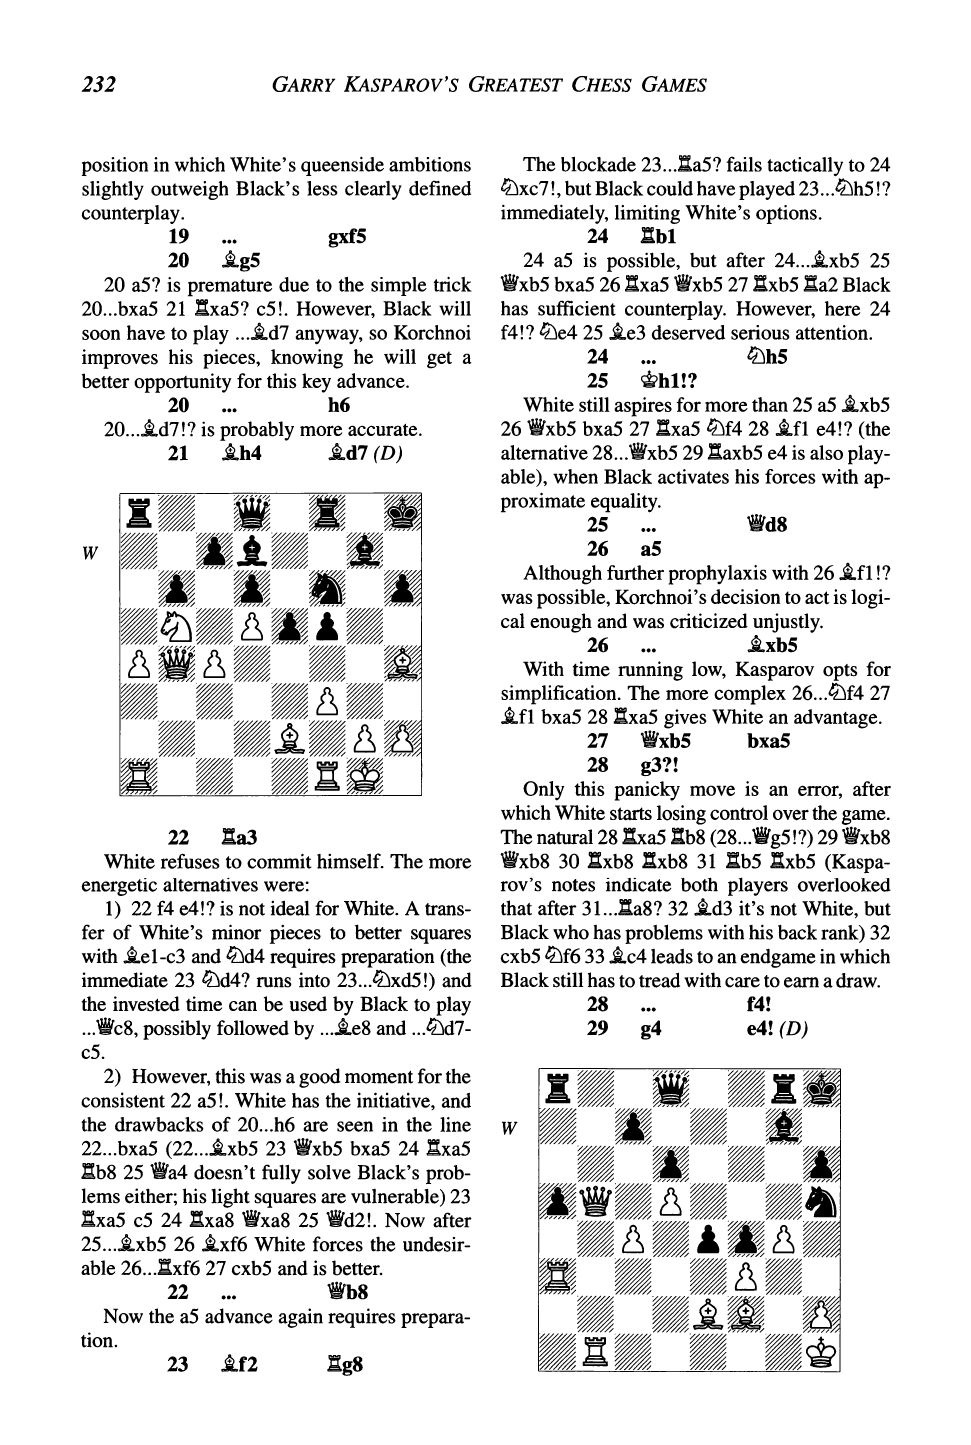 232 GARRY KASPAROV'S GREATEST CHESS GAMES
position in which White's queenside ambitions
slightly outweigh Black's less clearly defined
counterplay.
19 ... gxf5
20 ♗g5
20 a5? is premature due to the simple trick
20...bxa5 21 ♖xa5? c5!. However, Black will
soon have to play ...♗d7 anyway, so Korchnoi
improves his pieces, knowing he will get a
better opportunity for this key advance.
20 ... h6
20...♗d7!? is probably more accurate.
21 ♗h4 ♗d7 (D)
W
22 ♖a3
White refuses to commit himself. The more
energetic alternatives were:
1) 22 f4 e4!? is not ideal for White. A trans-
fer of White's minor pieces to better squares
with ♗e1-c3 and ♘d4 requires preparation (the
immediate 23 ♘d4? runs into 23...♘xd5!) and
the invested time can be used by Black to play
...♕c8, possibly followed by ...♗e8 and ...♘d7-
c5.
2) However, this was a good moment for the
consistent 22 a5!. White has the initiative, and
the drawbacks of 20...h6 are seen in the line
22...bxa5 (22...♗xb5 23 ♕xb5 bxa5 24 ♖xa5
♖b8 25 ♕a4 doesn't fully solve Black's prob-
lems either; his light squares are vulnerable) 23
♖xa5 c5 24 ♖xa8 ♕xa8 25 ♕d2!. Now after
25...♗xb5 26 ♗xf6 White forces the undesir-
able 26...♖xf6 27 cxb5 and is better.
22 ... ♕b8
Now the a5 advance again requires prepara-
tion.
23 ♗f2 ♖g8
The blockade 23...♖a5? fails tactically to 24
♘xc7!, but Black could have played 23...♘h5!?
immediately, limiting White's options.
24 ♖b1
24 a5 is possible, but after 24...♗xb5 25
♕xb5 bxa5 26 ♖xa5 ♕xb5 27 ♖xb5 ♖a2 Black
has sufficient counterplay. However, here 24
f4!? ♘e4 25 ♗e3 deserved serious attention.
24 ... ♘h5
25 ♔h1!?
White still aspires for more than 25 a5 ♗xb5
26 ♕xb5 bxa5 27 ♖xa5 ♘f4 28 ♗f1 e4!? (the
alternative 28...♕xb5 29 ♖axb5 e4 is also play-
able), when Black activates his forces with ap-
proximate equality.
25 ... ♕d8
26 a5
Although further prophylaxis with 26 ♗f1!?
was possible, Korchnoi's decision to act is logi-
cal enough and was criticized unjustly.
26 ... ♗xb5
With time running low, Kasparov opts for
simplification. The more complex 26...♘f4 27
♗f1 bxa5 28 ♖xa5 gives White an advantage.
27 ♕xb5 bxa5
28 g3?!
Only this panicky move is an error, after
which White starts losing control over the game.
The natural 28 ♖xa5 ♖b8 (28...♕g5!?) 29 ♕xb8
♕xb8 30 ♖xb8 ♖xb8 31 ♖b5 ♖xb5 (Kaspa-
rov's notes indicate both players overlooked
that after 31...♖a8? 32 ♗d3 it's not White, but
Black who has problems with his back rank) 32
cxb5 ♘f6 33 ♗c4 leads to an endgame in which
Black still has to tread with care to earn a draw.
28 ... f4!
29 g4 e4! (D)
W